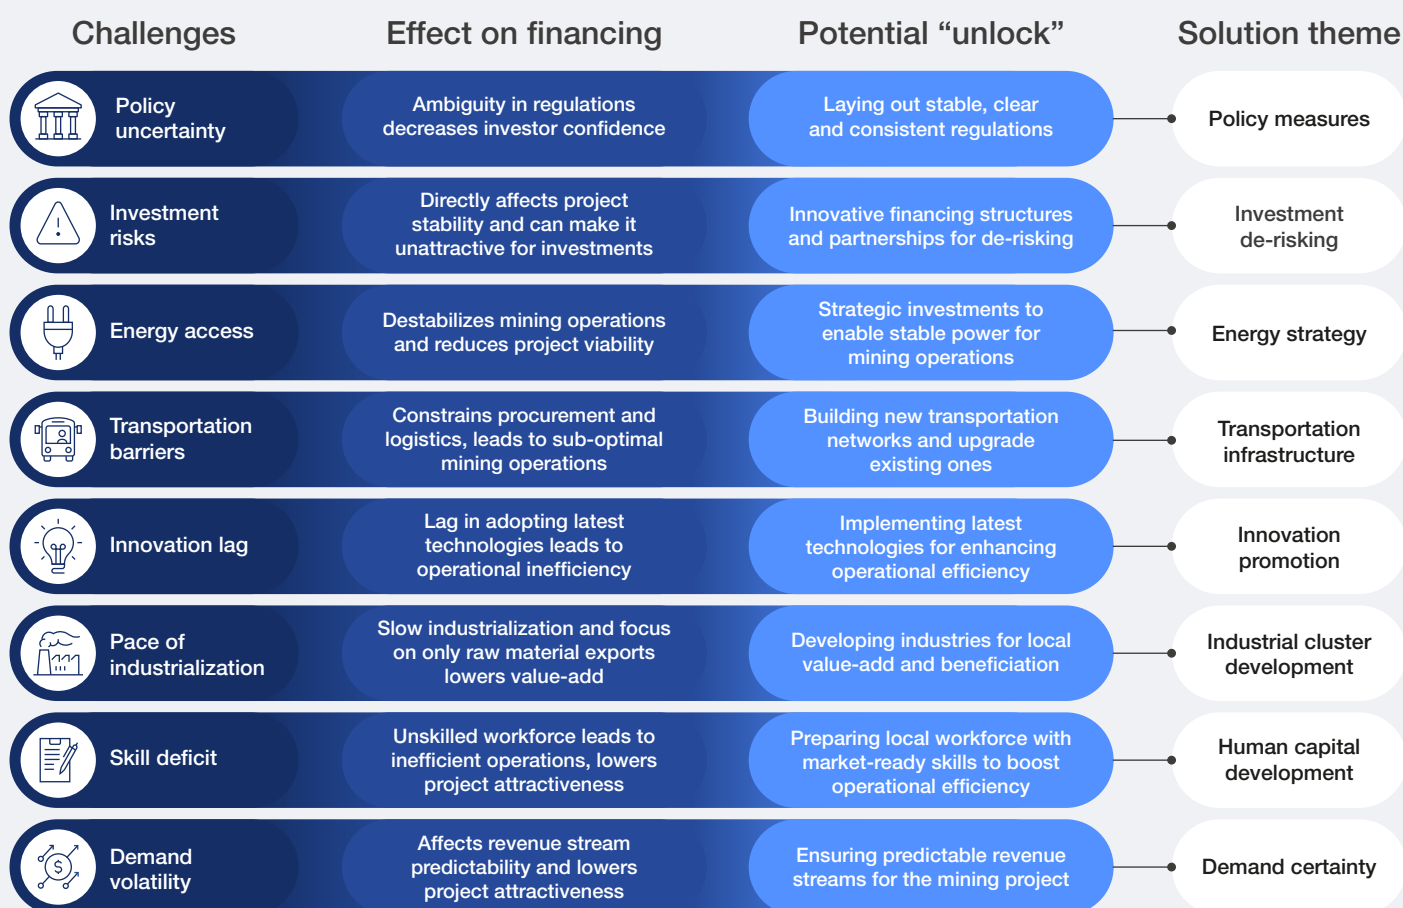 Challenges
Effect on financing
Potential “unlock”
Solution theme
Policy
uncertainty
Ambiguity in regulations
decreases investor confidence
Laying out stable, clear
and consistent regulations
Policy measures
Investment
risks
Directly affects project
stability and can make it
unattractive for investments
Innovative financing structures
and partnerships for de-risking
Investment
de-risking
Energy access
Destabilizes mining operations
and reduces project viability
Strategic investments to
enable stable power for
mining operations
Energy strategy
Transportation
barriers
Constrains procurement and
logistics, leads to sub-optimal
mining operations
Building new transportation
networks and upgrade
existing ones
Transportation
infrastructure
Innovation lag
Lag in adopting latest
technologies leads to
operational inefficiency
Implementing latest
technologies for enhancing
operational efficiency
Innovation
promotion
Pace of
industrialization
Slow industrialization and focus
on only raw material exports
lowers value-add
Developing industries for local
value-add and beneficiation
Industrial cluster
development
Skill deficit
Unskilled workforce leads to
inefficient operations, lowers
project attractiveness
Preparing local workforce with
market-ready skills to boost
operational efficiency
Human capital
development
$
Demand
volatility
Affects revenue stream
predictability and lowers
project attractiveness
Ensuring predictable revenue
streams for the mining project
Demand certainty